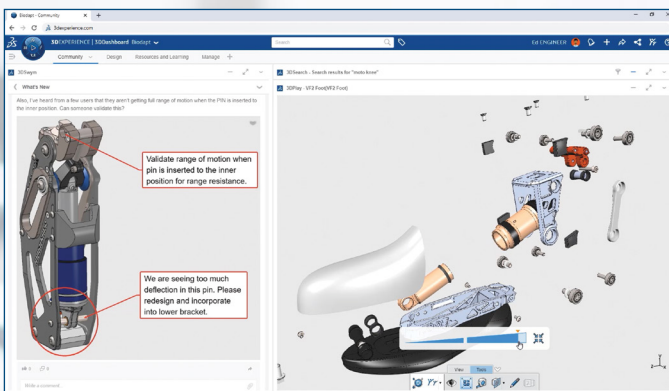 Biodapt - Community
3dexperience.com
3DEXPERIENCE | 3DDashboard Biodapt
Search
Ed ENGINEER
Community
Design
Resources and Learning
Manage
3DSwym
3DSearch - Search results for "moto knee"
What's New
3DPlay - VF2 Foot(VF2 Foot)
Also, I've heard from a few users that they aren't getting full range of motion when the PIN is inserted to
the inner position. Can someone validate this?
Validate range of motion when
pin is inserted to the inner
position for range resistance.
We are seeing too much
deflection in this pin. Please
redesign and incorporate
into lower bracket.
Write a comment
View
Tools